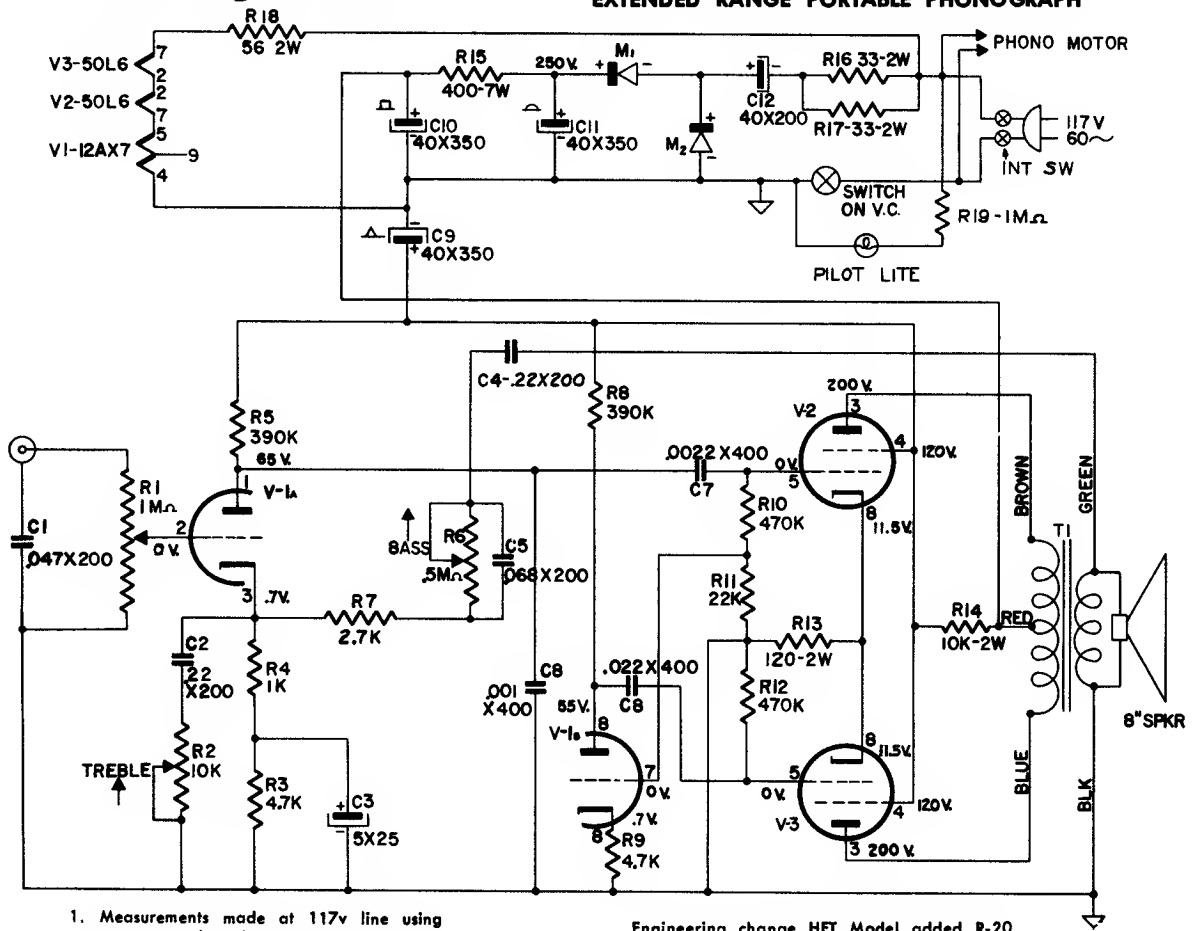 EXTENDED RANGE PORTABLE PHONOGRAPH
R18
56 2W
V3-50L6
7
2
V2-50L6
2
7
V1-12AX7
5
9
4
R15
400-7W
250V.
M1
+
-
+
-
C12
40X200
R16 33-2W
R17-33-2W
PHONO MOTOR
117V
60~
INT SW
+
C10
40X350
+
C11
40X350
+
M2
-
SWITCH
ON V.C.
R19-1MΩ
PILOT LITE
-
C9
+
40X350
C4-.22X200
R5
390K
65 V.
R8
390K
.0022X400
C7
200 V.
V-2
3
4
120V.
0V.
5
8
11.5V.
BROWN
GREEN
R1
1MΩ
C1
.047X200
1
V-1A
2
0 V.
3
.7V.
BASS
R6
.5MΩ
C5
.068X200
R7
2.7K
R10
470K
R11
22K
R13
120-2W
R12
470K
R14
10K-2W
RED
T1
8" SPKR
C2
.22
X200
R4
1K
C8
.001
X400
.022X400
C8
55V.
8
V-1B
7
0V.
.7V.
8
R9
4.7K
TREBLE
R2
10K
R3
4.7K
+
C3
-
5X25
8
11.5V.
5
0V.
4
120V.
V-3
3
200 V.
BLUE
BLK
1. Measurements made at 117v line using
Engineering change HFT Model added R-20